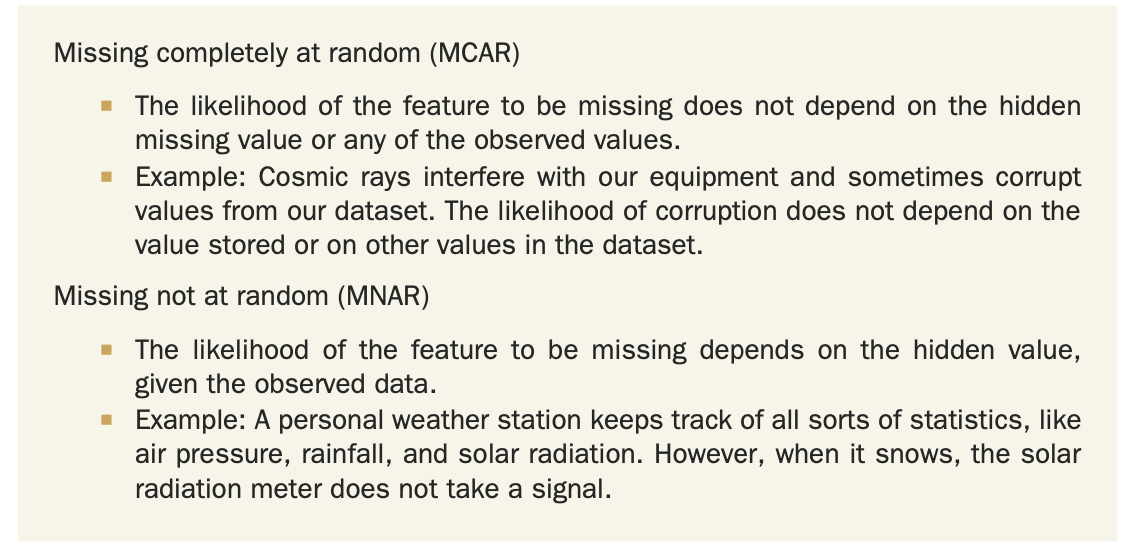 Missing completely at random (MCAR)
■ The likelihood of the feature to be missing does not depend on the hidden
missing value or any of the observed values.
■ Example: Cosmic rays interfere with our equipment and sometimes corrupt
values from our dataset. The likelihood of corruption does not depend on the
value stored or on other values in the dataset.
Missing not at random (MNAR)
■ The likelihood of the feature to be missing depends on the hidden value,
given the observed data.
■ Example: A personal weather station keeps track of all sorts of statistics, like
air pressure, rainfall, and solar radiation. However, when it snows, the solar
radiation meter does not take a signal.